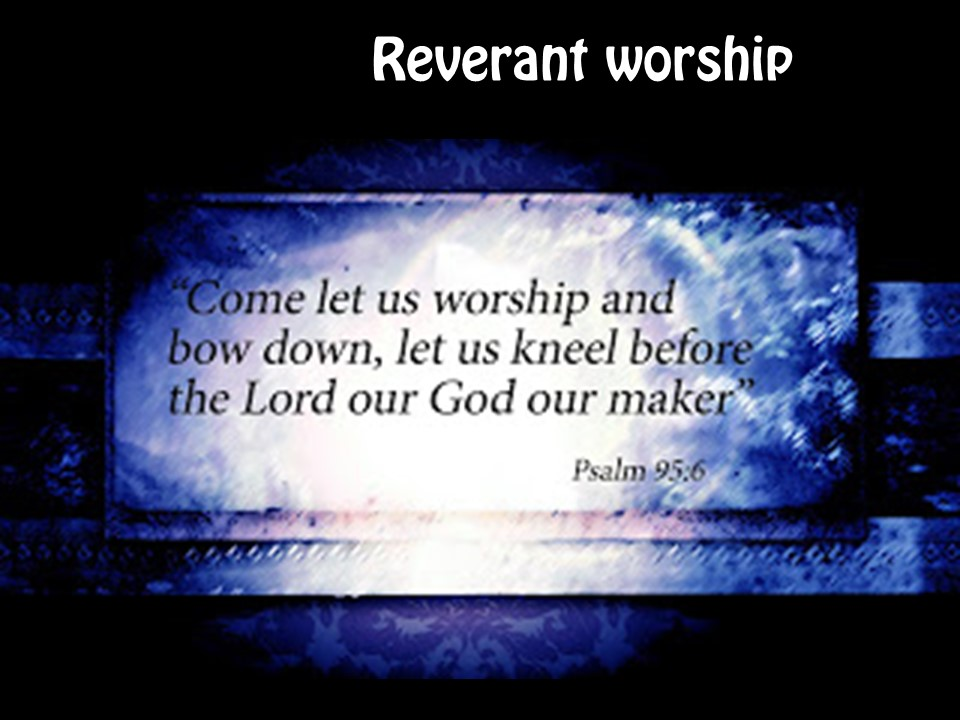 Reverant worship
“Come let us worship and
bow down, let us kneel before
the Lord our God our maker”
Psalm 95:6